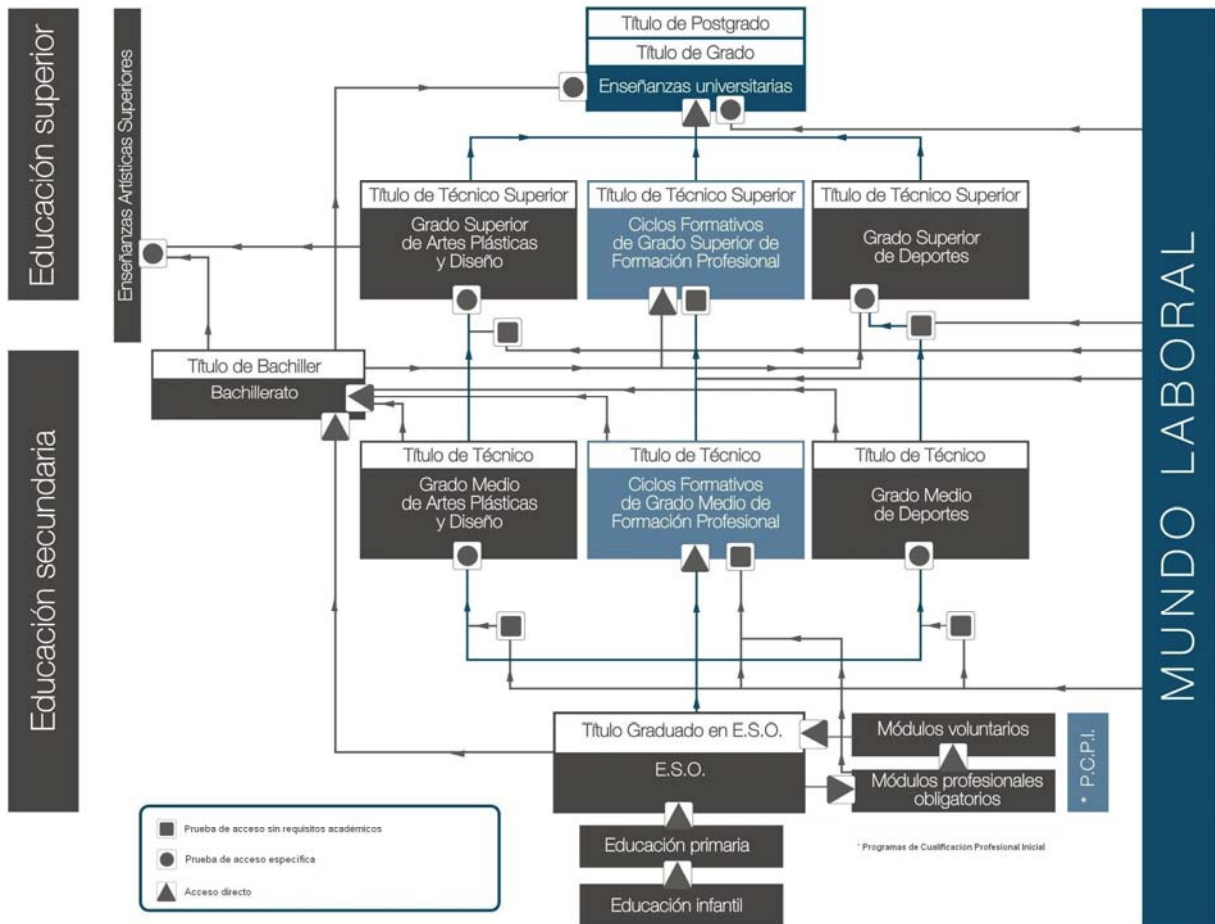 Educación superior
Enseñanzas Artísticas Superiores
Título de Postgrado
Título de Grado
Enseñanzas universitarias
Título de Técnico Superior
Grado Superior
de Artes Plásticas
y Diseño
Título de Técnico Superior
Ciclos Formativos
de Grado Superior de
Formación Profesional
Título de Técnico Superior
Grado Superior
de Deportes
MUNDO LABORAL
Educación secundaria
Título de Bachiller
Bachillerato
Título de Técnico
Grado Medio
de Artes Plásticas
y Diseño
Título de Técnico
Ciclos Formativos
de Grado Medio de
Formación Profesional
Título de Técnico
Grado Medio
de Deportes
Título Graduado en E.S.O.
E.S.O.
Módulos voluntarios
Módulos profesionales
obligatorios
* P.C.P.I.
Educación primaria
Educación infantil
* Programas de Cualificación Profesional Inicial
Prueba de acceso sin requisitos académicos
Prueba de acceso específica
Acceso directo